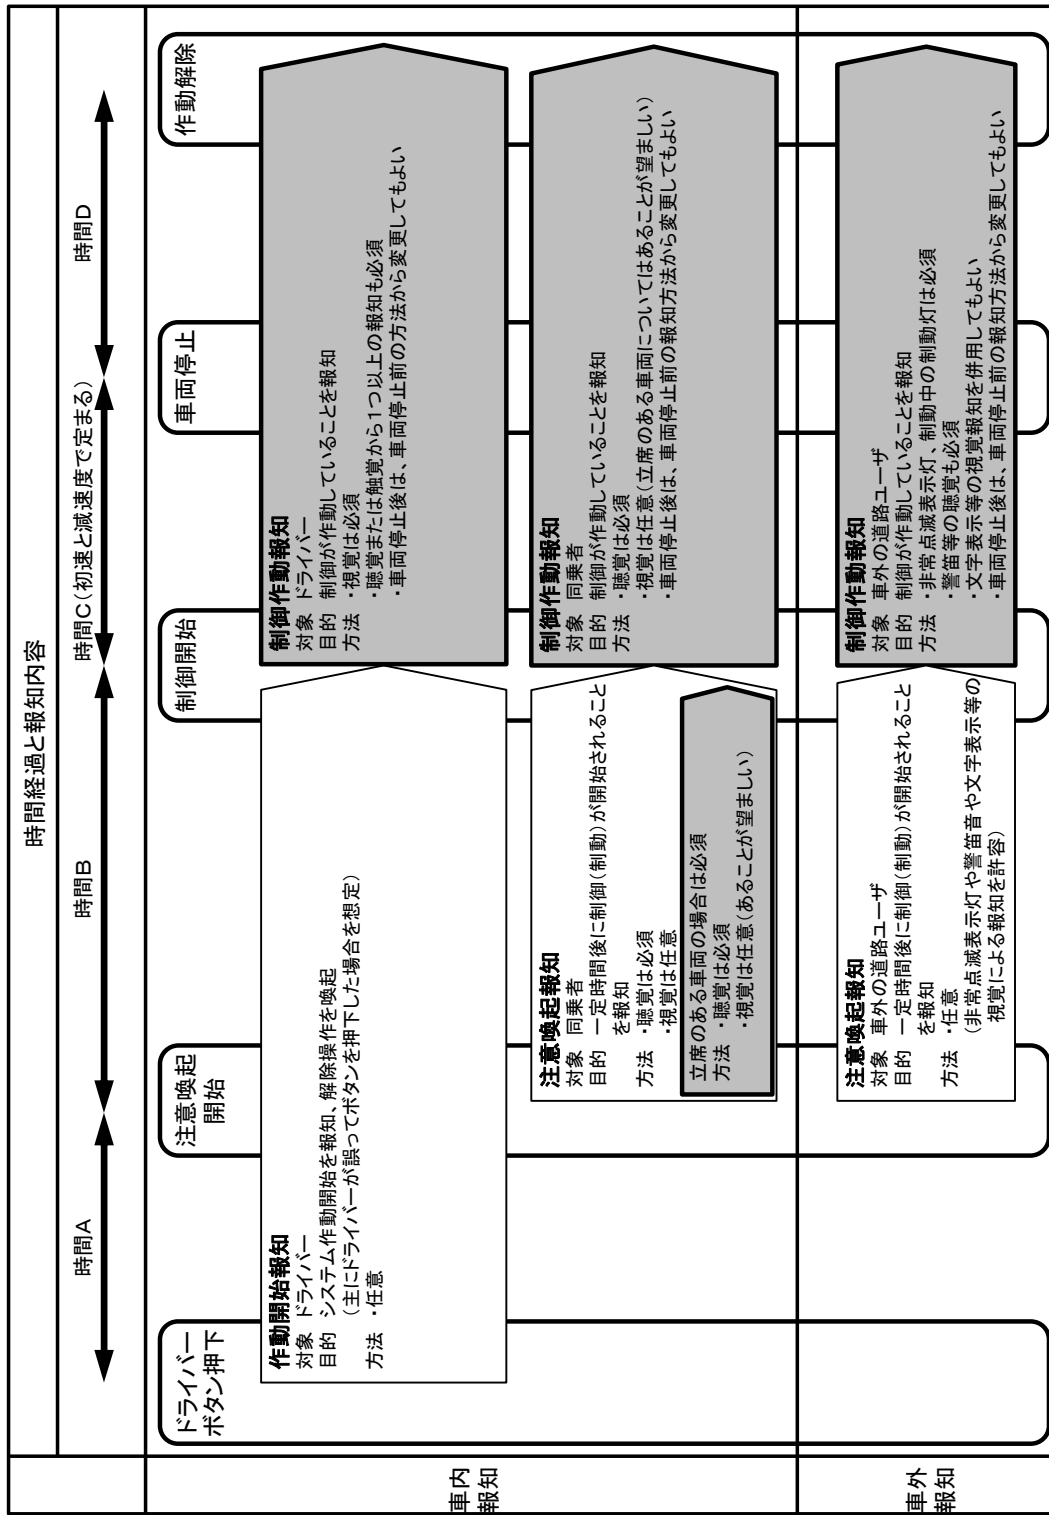 時間経過と報知内容
時間A
時間B
時間C(初速と減速度で定まる)
時間D
ドライバー
ボタン押下
注意喚起
開始
制御開始
車両停止
作動解除
車内
報知
作動開始報知
対象 ドライバー
目的 システム作動開始を報知、解除操作を喚起
(主にドライバーが誤ってボタンを押下した場合を想定)
方法 ・任意
制御作動報知
対象 ドライバー
目的 制御が作動していることを報知
方法 ・視覚は必須
・聴覚または触覚から1つ以上の報知も必須
・車両停止後は、車両停止前の方法から変更してもよい
注意喚起報知
対象 同乗者
目的 一定時間後に制御(制動)が開始されること
を報知
方法 ・聴覚は必須
・視覚は任意
立席のある車両の場合は必須
方法 ・聴覚は必須
・視覚は任意(あることが望ましい)
制御作動報知
対象 同乗者
目的 制御が作動していることを報知
方法 ・聴覚は必須
・視覚は任意(立席のある車両についてはあることが望ましい)
・車両停止後は、車両停止前の報知方法から変更してもよい
車外
報知
注意喚起報知
対象 車外の道路ユーザ
目的 一定時間後に制御(制動)が開始されること
を報知
方法 ・任意
(非常点滅表示灯や警笛音や文字表示等の
視覚による報知を許容)
制御作動報知
対象 車外の道路ユーザ
目的 制御が作動していることを報知
方法 ・非常点滅表示灯、制動中の制動灯は必須
・警笛等の聴覚も必須
・文字表示等の視覚報知を併用してもよい
・車両停止後は、車両停止前の報知方法から変更してもよい